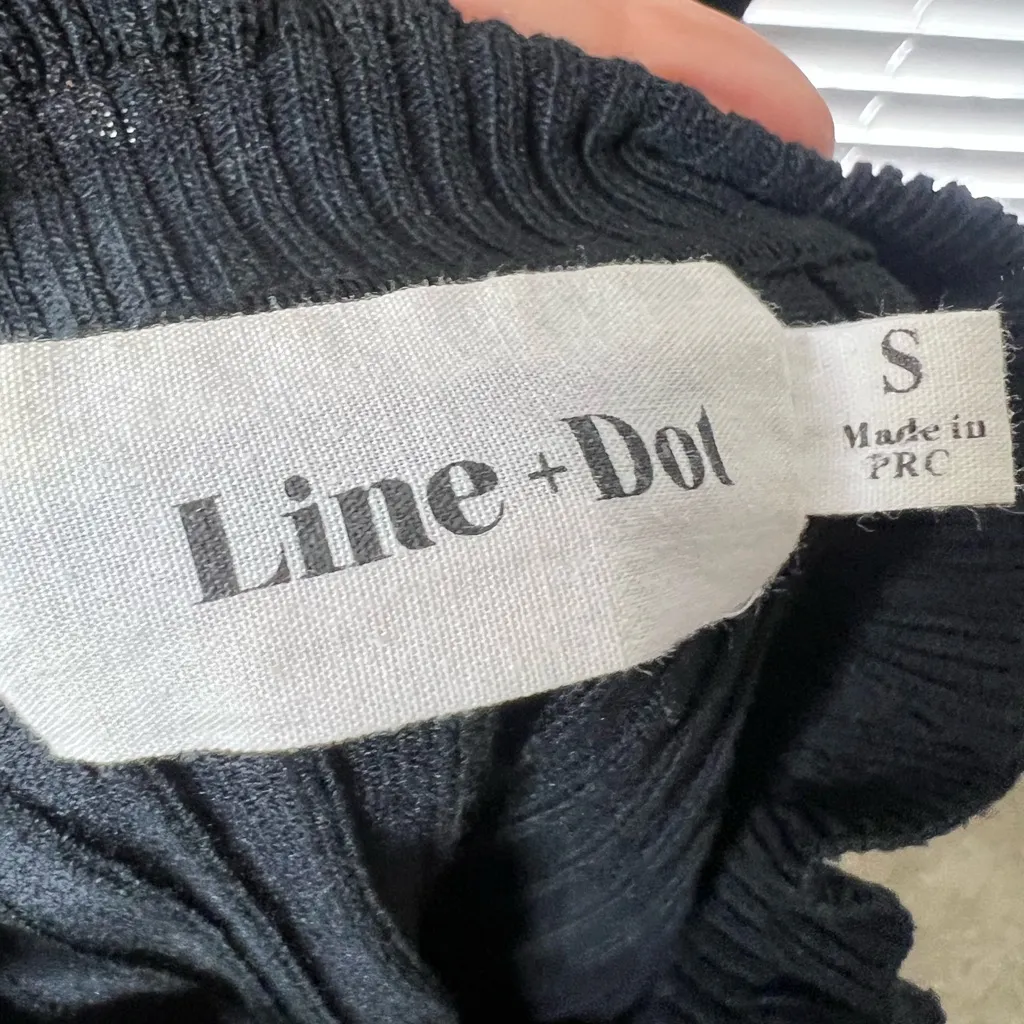 Line + Dot
S
Made in
PRC